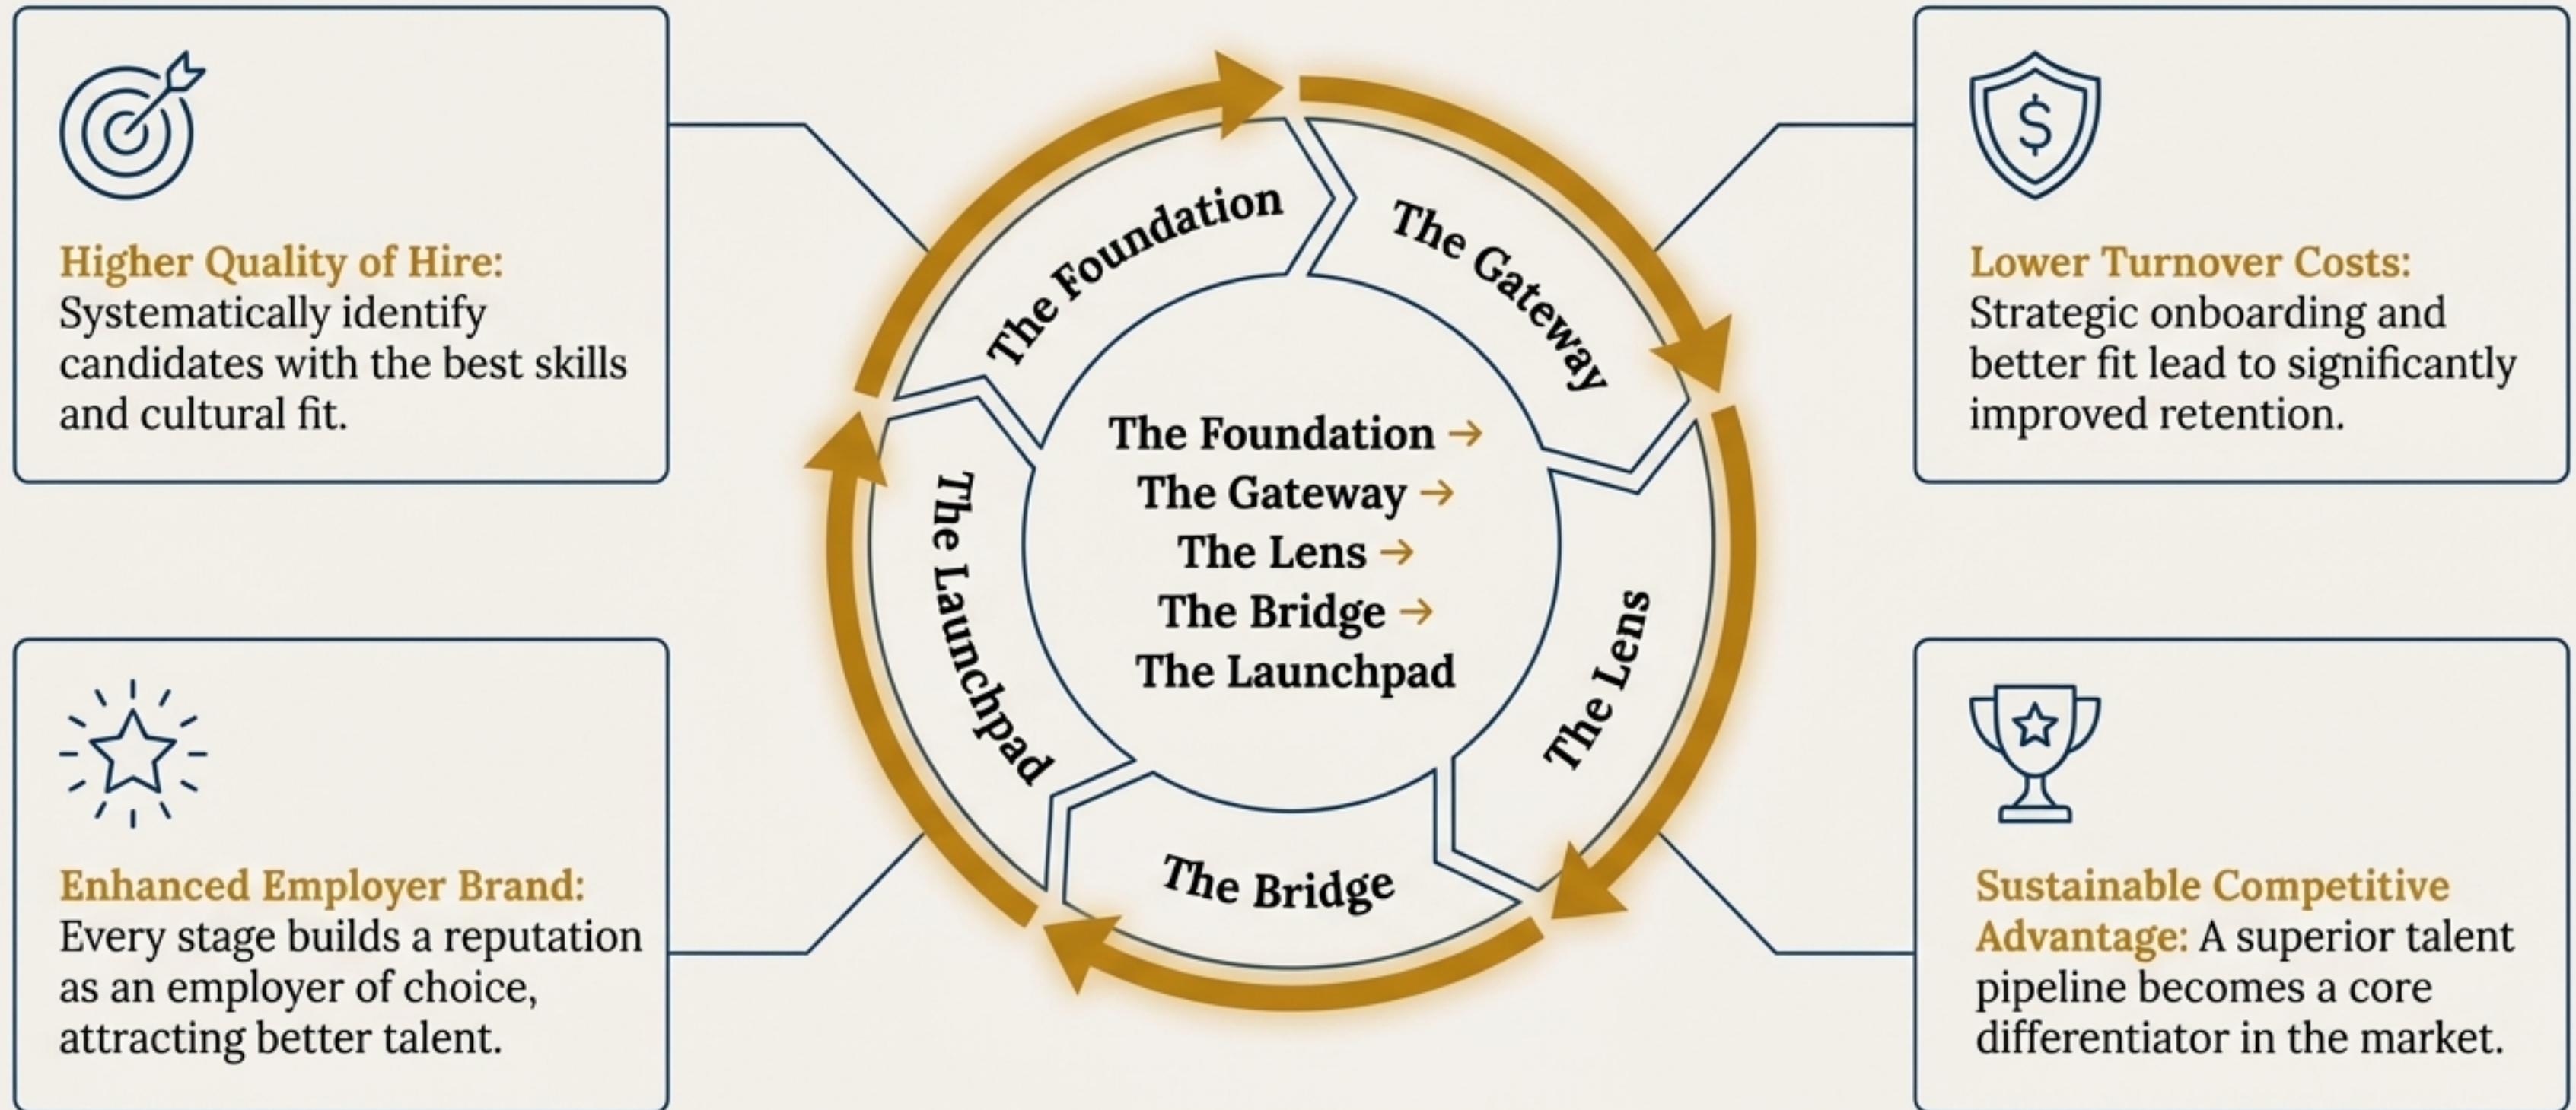 Higher Quality of Hire:
Systematically identify
candidates with the best skills
and cultural fit.
Enhanced Employer Brand:
Every stage builds a reputation
as an employer of choice,
attracting better talent.
The Foundation
The Gateway
The Lens
The Bridge
The Launchpad
The Foundation →
The Gateway →
The Lens →
The Bridge →
The Launchpad
$
Lower Turnover Costs:
Strategic onboarding and
better fit lead to significantly
improved retention.
Sustainable Competitive
Advantage: A superior talent
pipeline becomes a core
differentiator in the market.